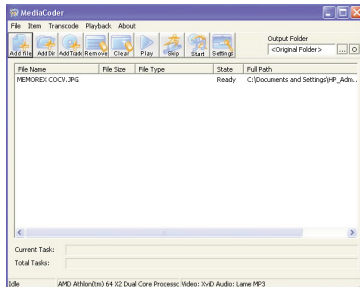 MediaCoder
File Item Transcode Playback About
Add file Add Dir Add Track Remove Clear Play Skip Start Settings
Output Folder
<Original Folder> ... O
File Name File Size File Type State Full Path
MEMOREX COCV.JPG Ready C:\Documents and Settings\HP_Adm...
Current Task:
Total Tasks:
Idle AMD Athlon(tm) 64 X2 Dual Core Processc Video: XviD Audio: Lame MP3